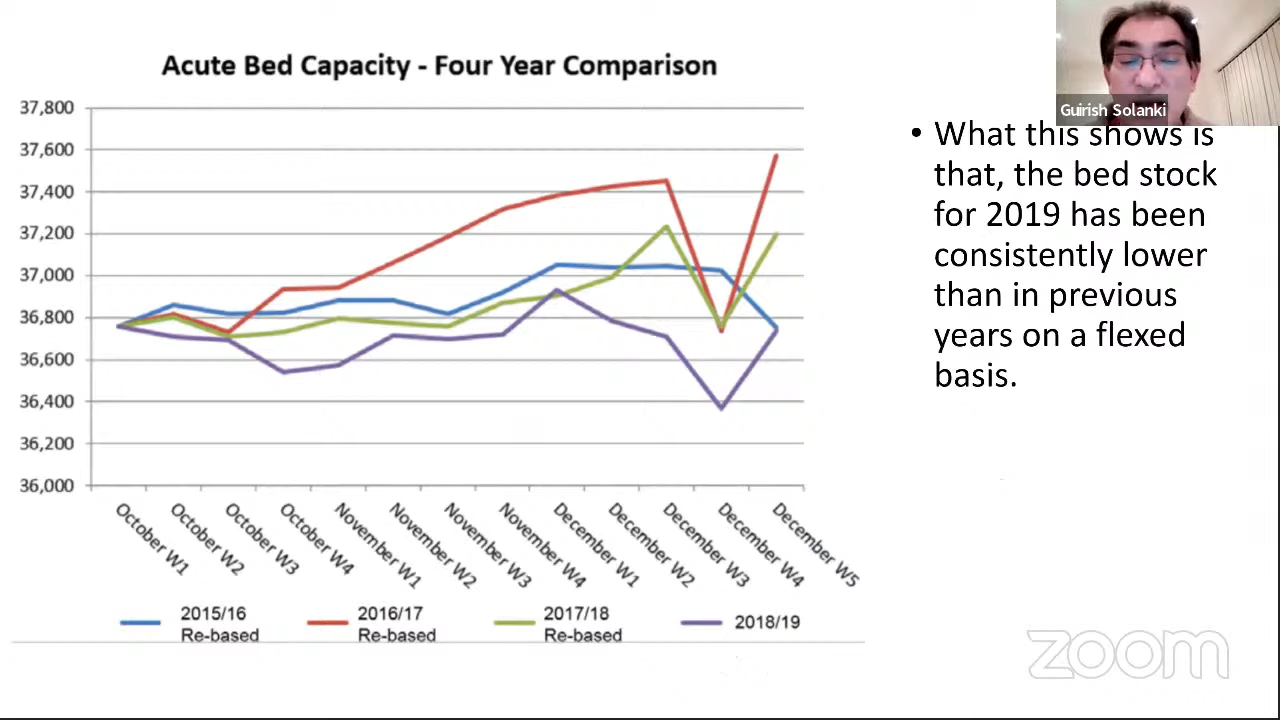 Acute Bed Capacity - Four Year Comparison
37,800
37,600
37,400
37,200
37,000
36,800
36,600
36,400
36,200
36,000
October W1
October W2
October W3
October W4
November W1
November W2
November W3
November W4
December W1
December W2
December W3
December W4
December W5
2015/16
Re-based
2016/17
Re-based
2017/18
Re-based
2018/19
Guirish Solanki
• What this shows is
that, the bed stock
for 2019 has been
consistently lower
than in previous
years on a flexed
basis.
zoom